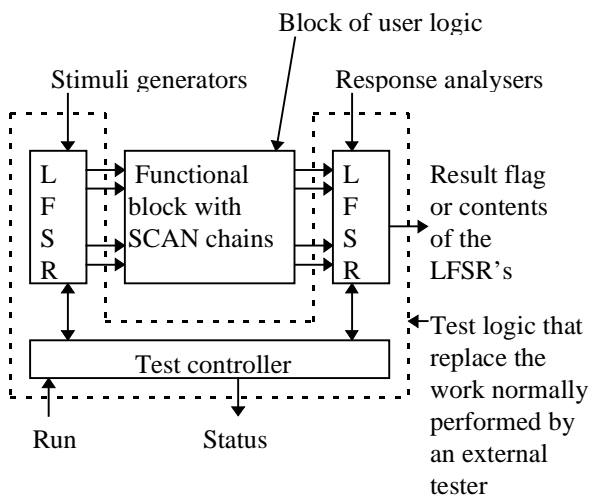 Block of user logic
Stimuli generators
Response analysers
L
F
S
R
Functional
block with
SCAN chains
L
F
S
R
Result flag
or contents
of the
LFSR's
Test controller
Test logic that
replace the
work normally
performed by
an external
tester
Run
Status